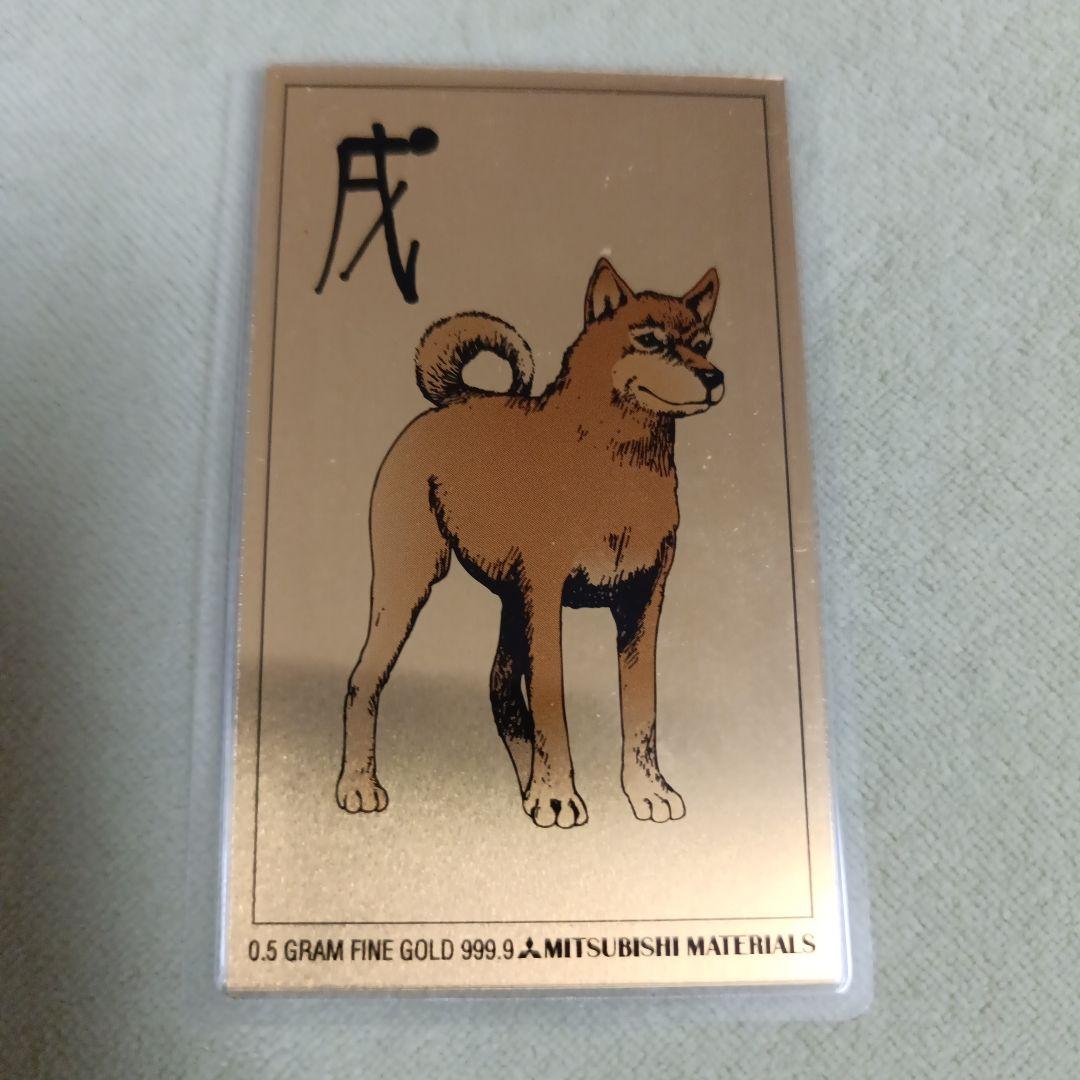 戌
0.5 GRAM FINE GOLD 999.9 MITSUBISHI MATERIALS